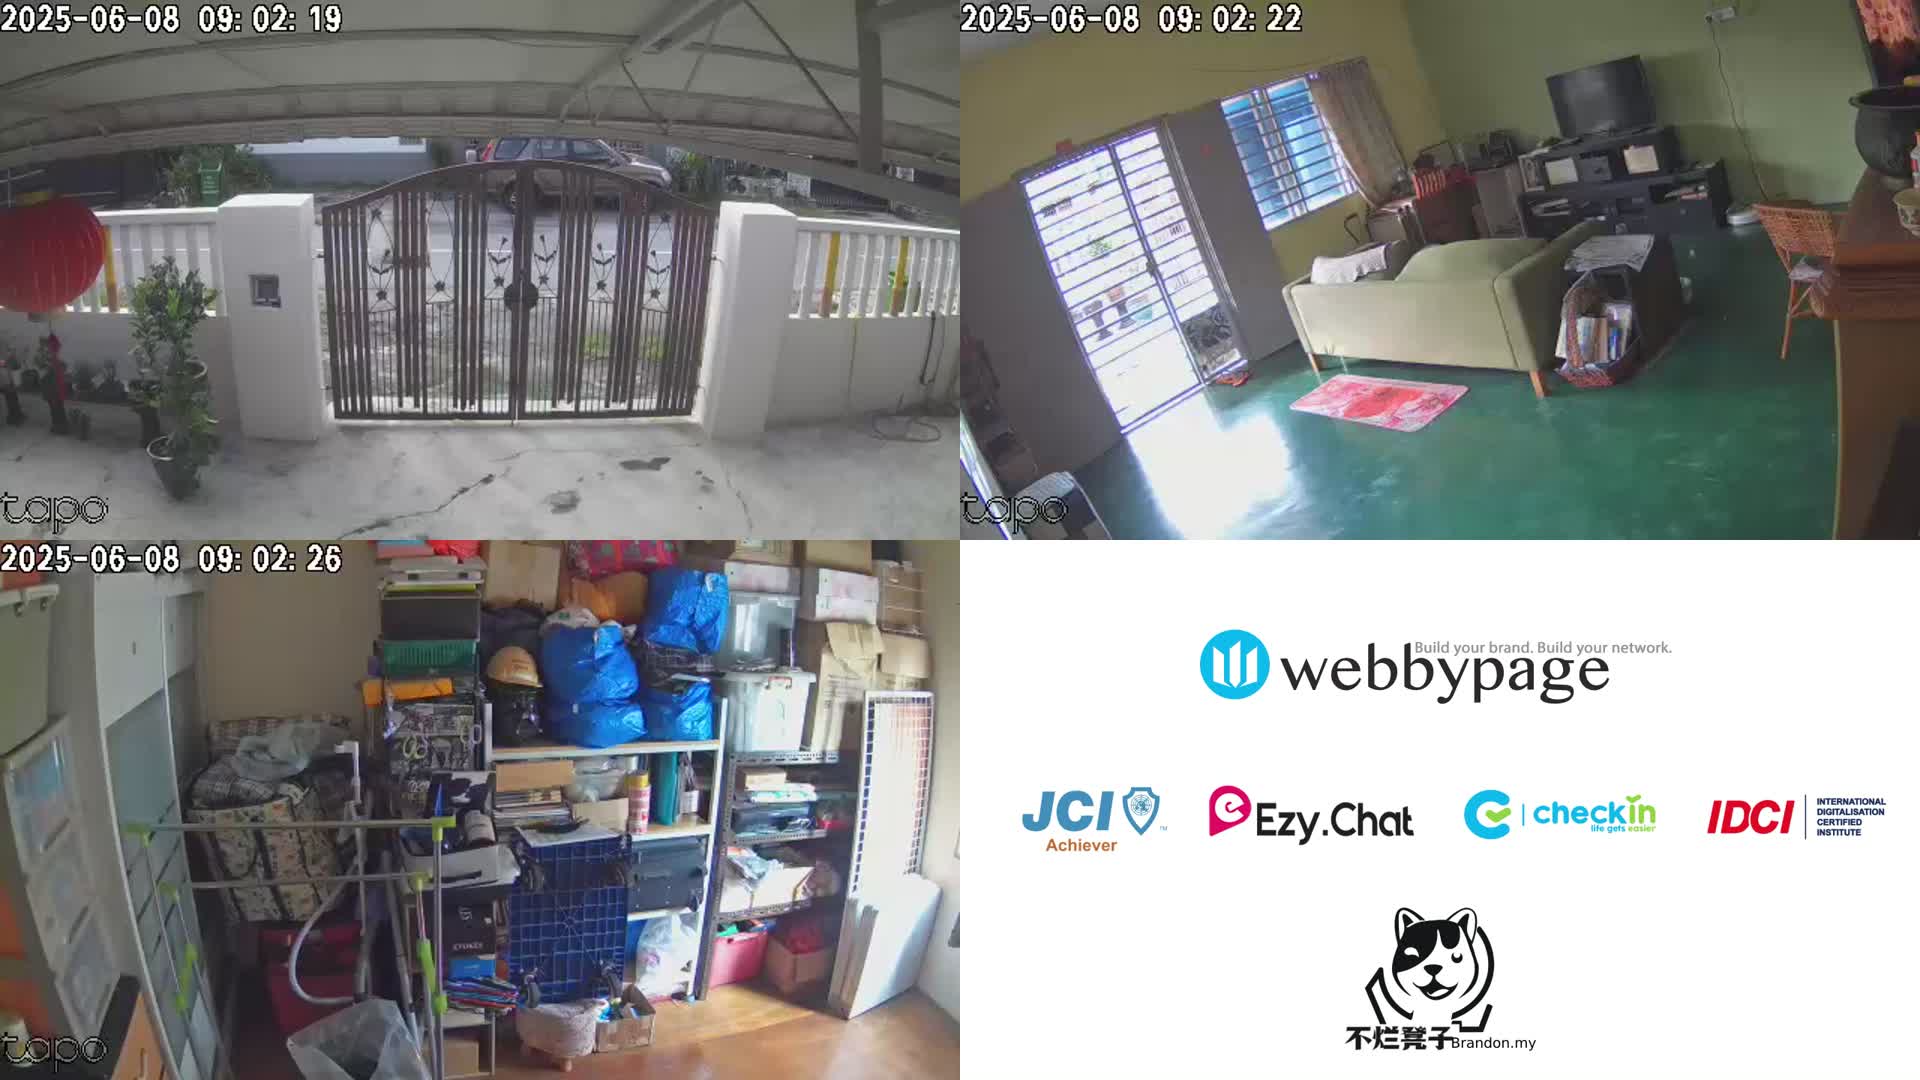 2025-06-08 09:02:19
2025-06-08 09:02:22
tapo
tapo
2025-06-08 09:02:26
tapo
Build your brand. Build your network.
webbypage
JCI
Achiever
Ezy.Chat
checkin
life gets easier
IDCI
INTERNATIONAL
DIGITALISATION
CERTIFIED
INSTITUTE
不烂凳子
Brandon.my